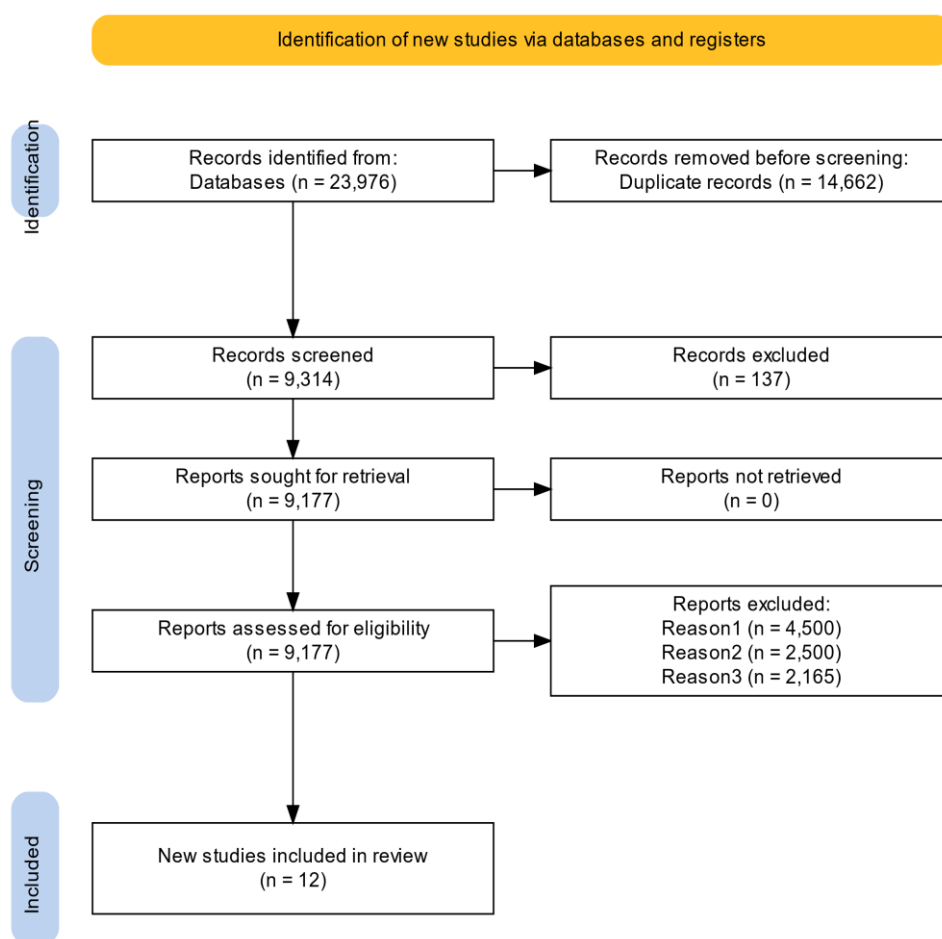 Identification of new studies via databases and registers
Identification
Records identified from:
Databases (n = 23,976)
Records removed before screening:
Duplicate records (n = 14,662)
Screening
Records screened
(n = 9,314)
Records excluded
(n = 137)
Reports sought for retrieval
(n = 9,177)
Reports not retrieved
(n = 0)
Reports assessed for eligibility
(n = 9,177)
Reports excluded:
Reason1 (n = 4,500)
Reason2 (n = 2,500)
Reason3 (n = 2,165)
Included
New studies included in review
(n = 12)